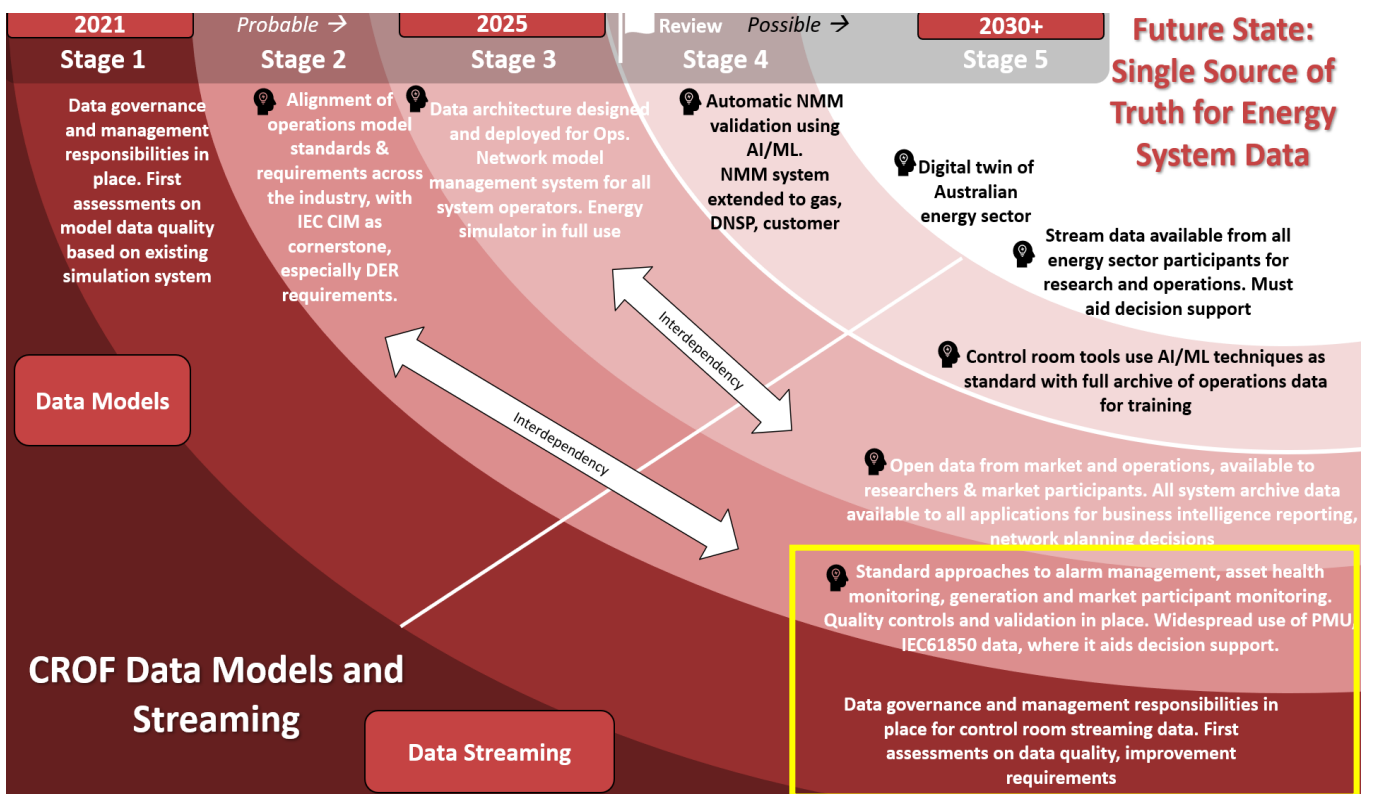 2021
Probable →
2025
Review
Possible →
2030+
Stage 1
Stage 2
Stage 3
Stage 4
Stage 5
Future State:
Single Source of
Truth for Energy
System Data
Data governance
and management
responsibilities in
place. First
assessments on
model data quality
based on existing
simulation system
Alignment of
operations model
standards &
requirements across
the industry, with
IEC CIM as
cornerstone,
especially DER
requirements.
Data architecture designed
and deployed for Ops.
Network model
management system for all
system operators. Energy
simulator in full use
Automatic NMM
validation using
AI/ML.
NMM system
extended to gas,
DNSP, customer
Digital twin of
Australian
energy sector
Stream data available from all
energy sector participants for
research and operations. Must
aid decision support
Interdependency
Interdependency
Control room tools use AI/ML techniques as
standard with full archive of operations data
for training
Data Models
Open data from market and operations, available to
researchers & market participants. All system archive data
available to all applications for business intelligence reporting,
network planning decisions
Standard approaches to alarm management, asset health
monitoring, generation and market participant monitoring.
Quality controls and validation in place. Widespread use of PMU,
IEC61850 data, where it aids decision support.
CROF Data Models and
Streaming
Data Streaming
Data governance and management responsibilities in
place for control room streaming data. First
assessments on data quality, improvement
requirements